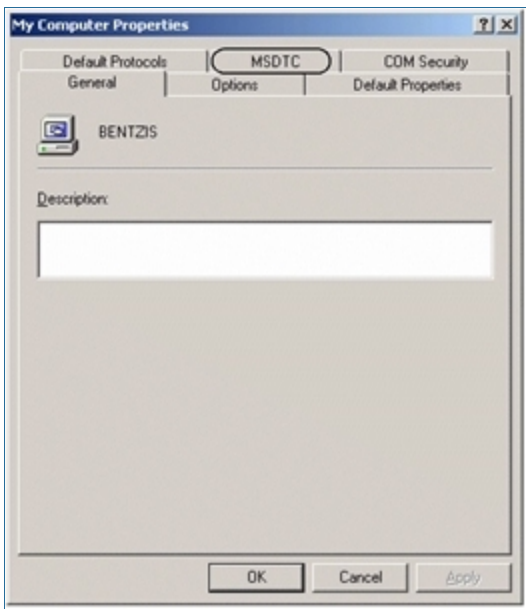 My Computer Properties
Default Protocols MSDTC COM Security
General Options Default Properties
BENTZIS
Description:
OK Cancel Apply